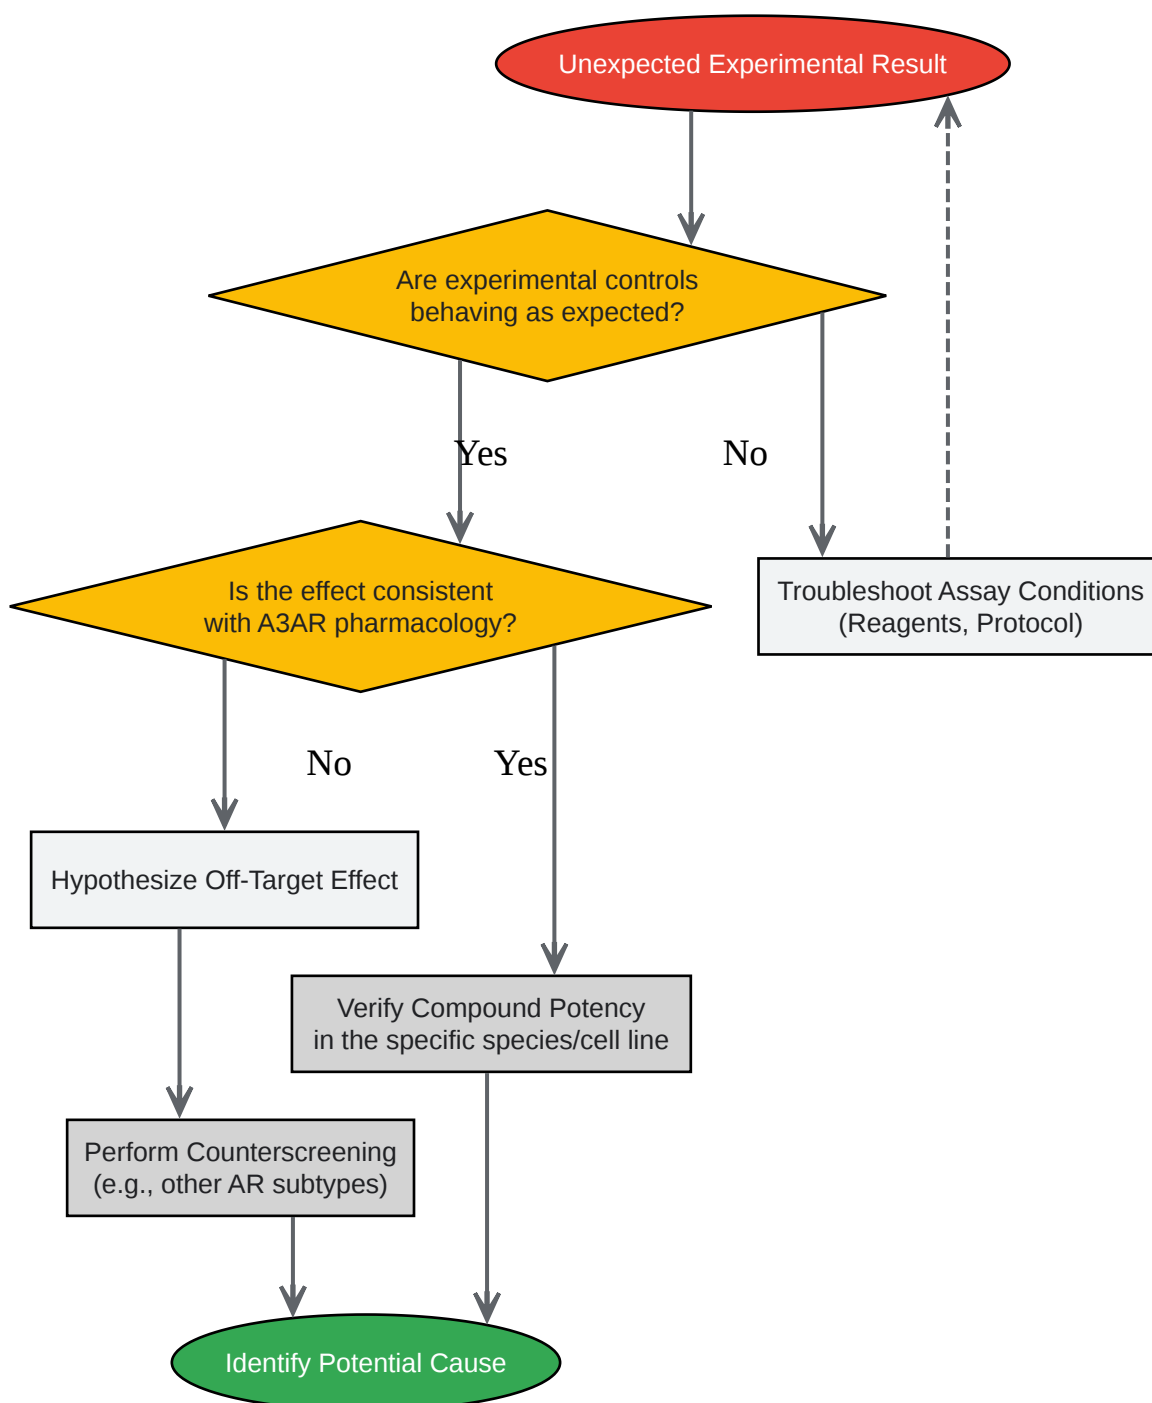 Unexpected Experimental Result
Are experimental controls
behaving as expected?
Yes
No
Is the effect consistent
with A3AR pharmacology?
Troubleshoot Assay Conditions
(Reagents, Protocol)
No
Yes
Hypothesize Off-Target Effect
Verify Compound Potency
in the specific species/cell line
Perform Counterscreening
(e.g., other AR subtypes)
Identify Potential Cause